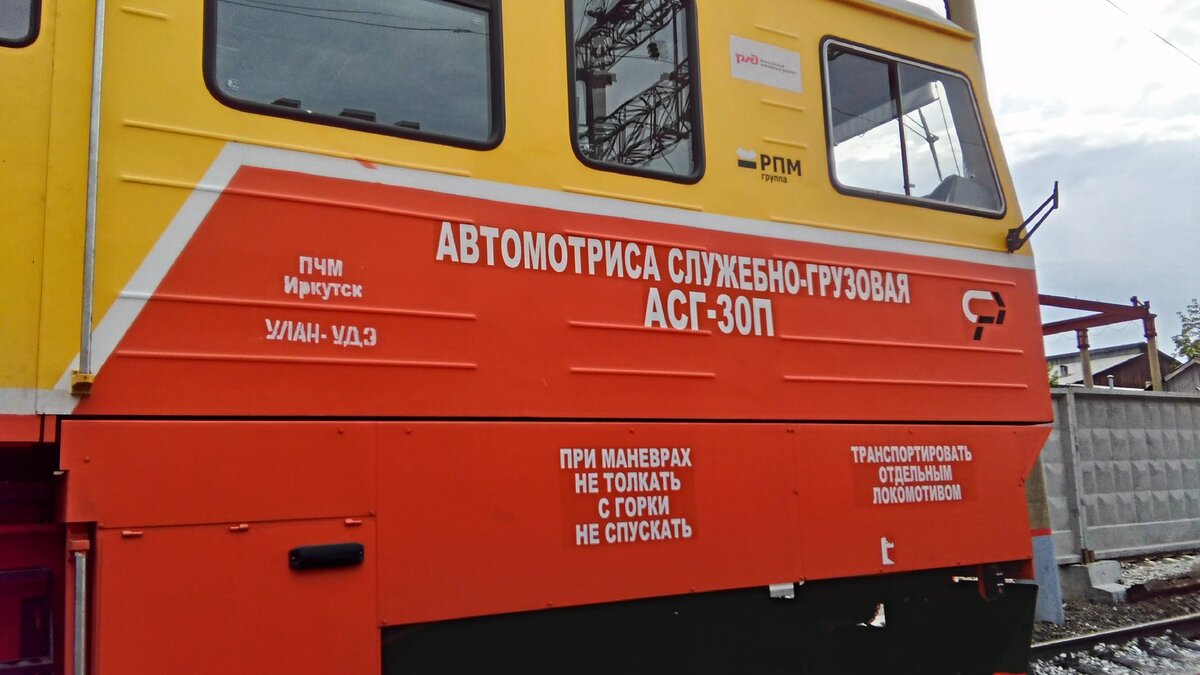 РЖД
РПМ
группа
АВТОМОТРИСА СЛУЖЕБНО-ГРУЗОВАЯ
АСГ-30П
ПЧМ
Иркутск
УЛАН-УДЭ
ПРИ МАНЕВРАХ
НЕ ТОЛКАТЬ
С ГОРКИ
НЕ СПУСКАТЬ
ТРАНСПОРТИРОВАТЬ
ОТДЕЛЬНЫМ
ЛОКОМОТИВОМ